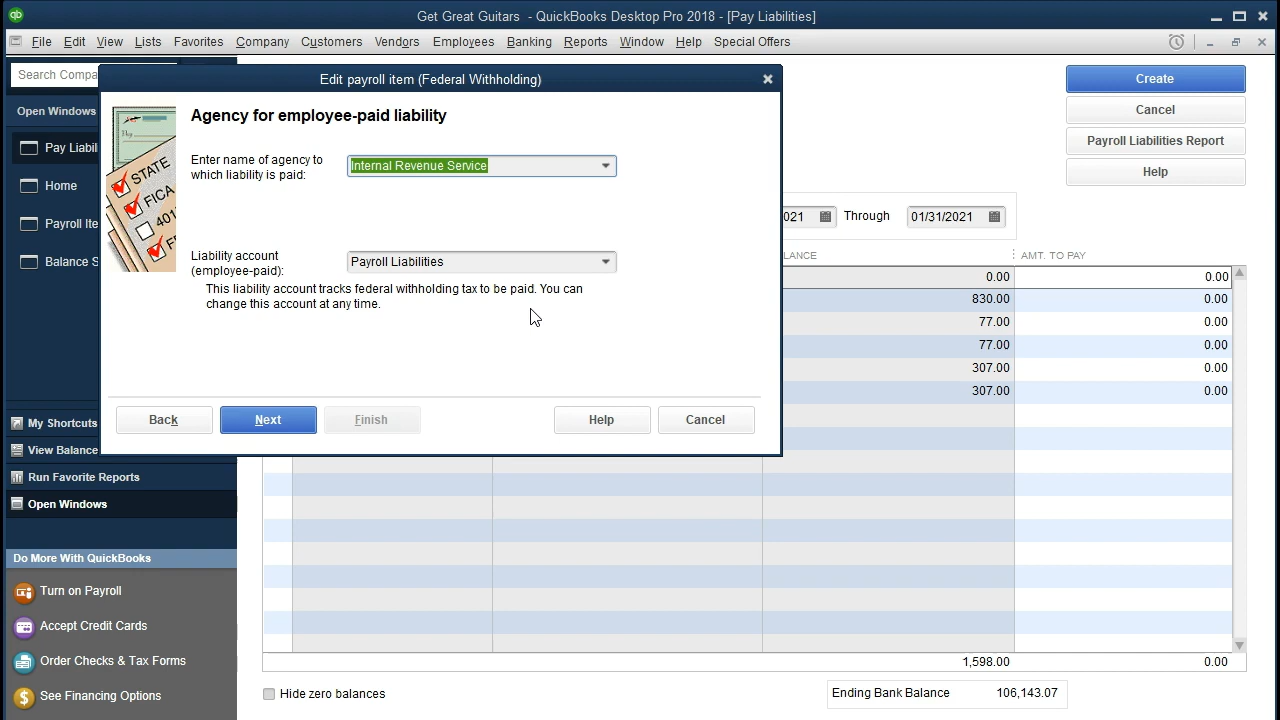 Get Great Guitars - QuickBooks Desktop Pro 2018 - [Pay Liabilities]
File Edit View Lists Favorites Company Customers Vendors Employees Banking Reports Window Help Special Offers
Search Compa
Open Windows
Pay Liabil
Home
Payroll Ite
Balance S
My Shortcuts
View Balance
Run Favorite Reports
Open Windows
Do More With QuickBooks
Turn on Payroll
Accept Credit Cards
Order Checks & Tax Forms
See Financing Options
Edit payroll item (Federal Withholding)
Pay
STATE
FICA
401
Agency for employee-paid liability
Enter name of agency to
which liability is paid:
Internal Revenue Service
Liability account
(employee-paid):
Payroll Liabilities
This liability account tracks federal withholding tax to be paid. You can
change this account at any time.
Back Next Finish Help Cancel
Create
Cancel
Payroll Liabilities Report
Help
021 Through 01/31/2021
LANCE AMT. TO PAY
0.00 0.00
830.00 0.00
77.00 0.00
77.00 0.00
307.00 0.00
307.00 0.00
1,598.00 0.00
Hide zero balances
Ending Bank Balance 106,143.07